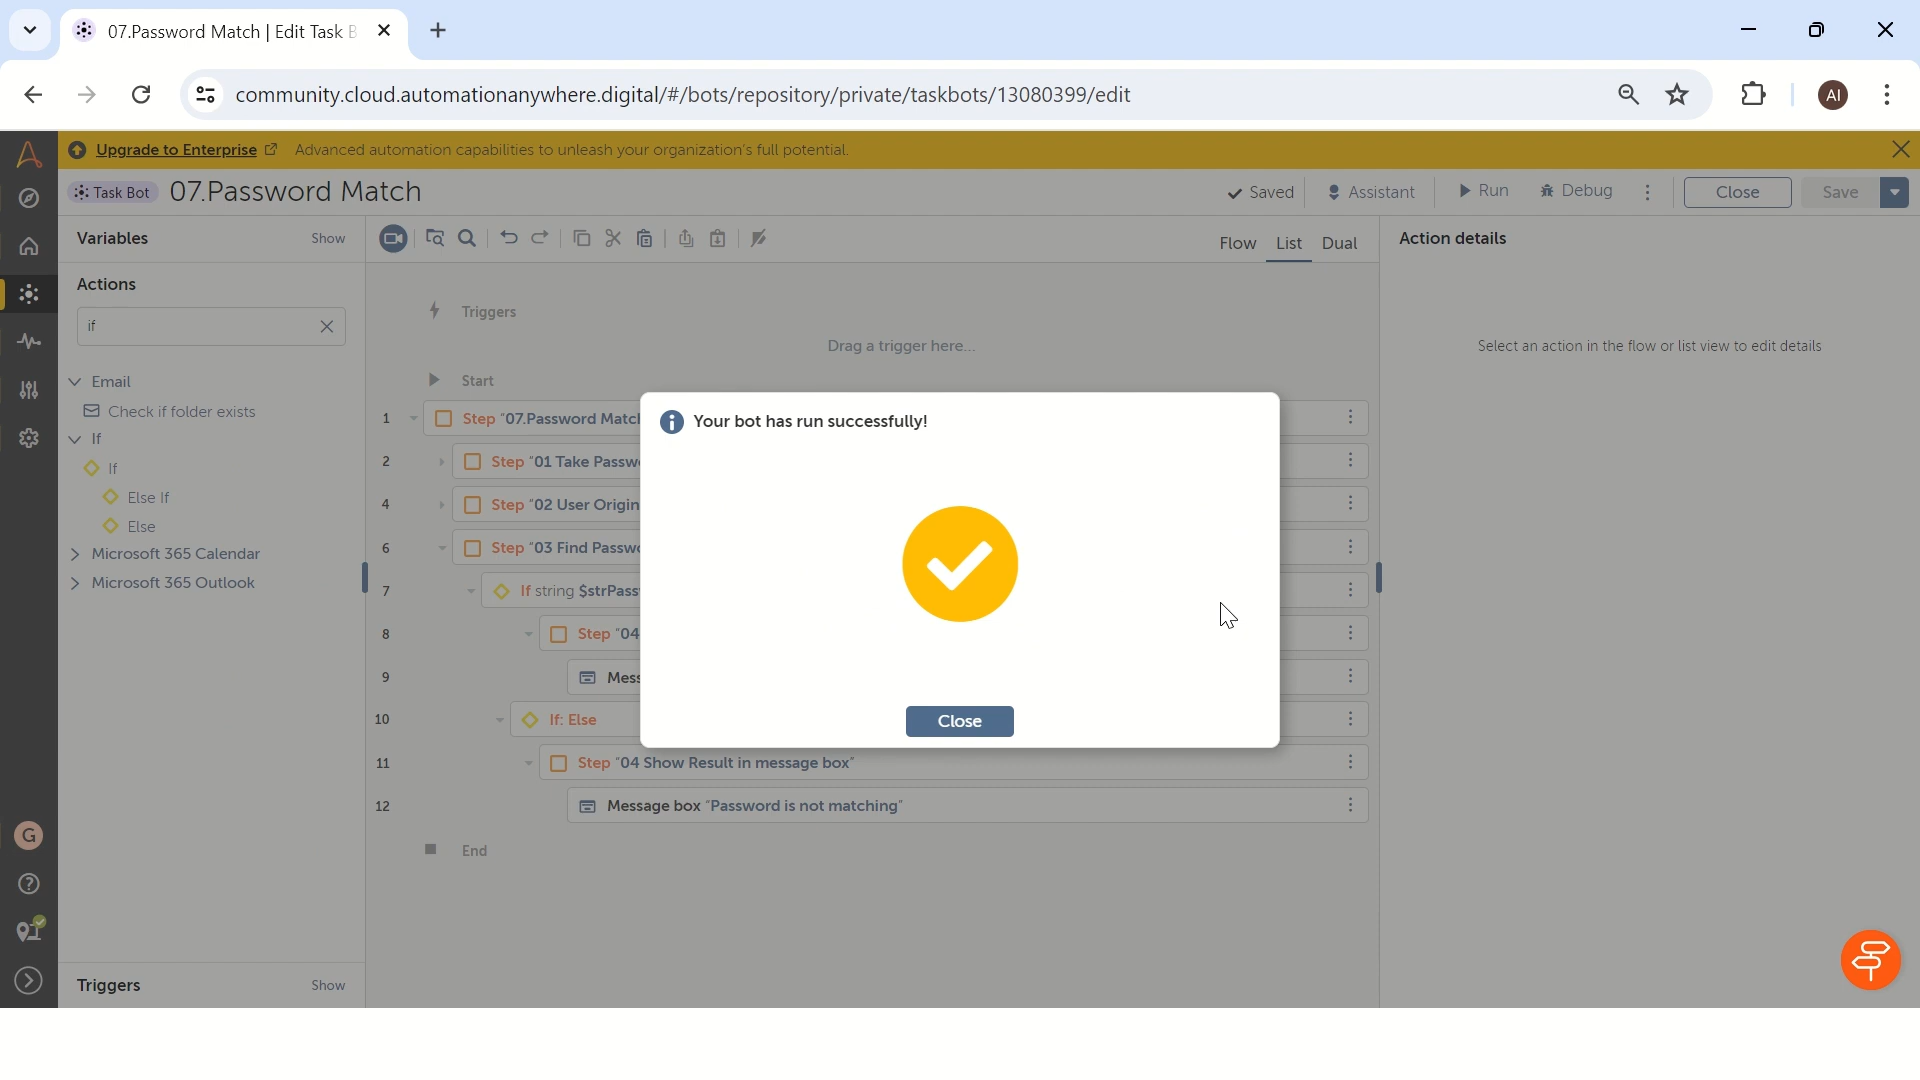 07.Password Match | Edit Task B
community.cloud.automationanywhere.digital/#/bots/repository/private/taskbots/13080399/edit
AI
Upgrade to Enterprise Advanced automation capabilities to unleash your organization's full potential.
Task Bot 07.Password Match
Saved Assistant Run Debug Close Save
Variables Show
Flow List Dual
Action details
Actions
if
Triggers
Drag a trigger here...
Select an action in the flow or list view to edit details
Start
Email
Check if folder exists
If
If
Else If
Else
Microsoft 365 Calendar
Microsoft 365 Outlook
1 Step "07.Password Match
2 Step "01 Take Passw
4 Step "02 User Origin
6 Step "03 Find Passw
7 If string $strPass
8 Step "04
9 Mess
10 If: Else
11 Step "04 Show Result in message box"
12 Message box "Password is not matching"
End
Your bot has run successfully!
Close
G
Triggers Show